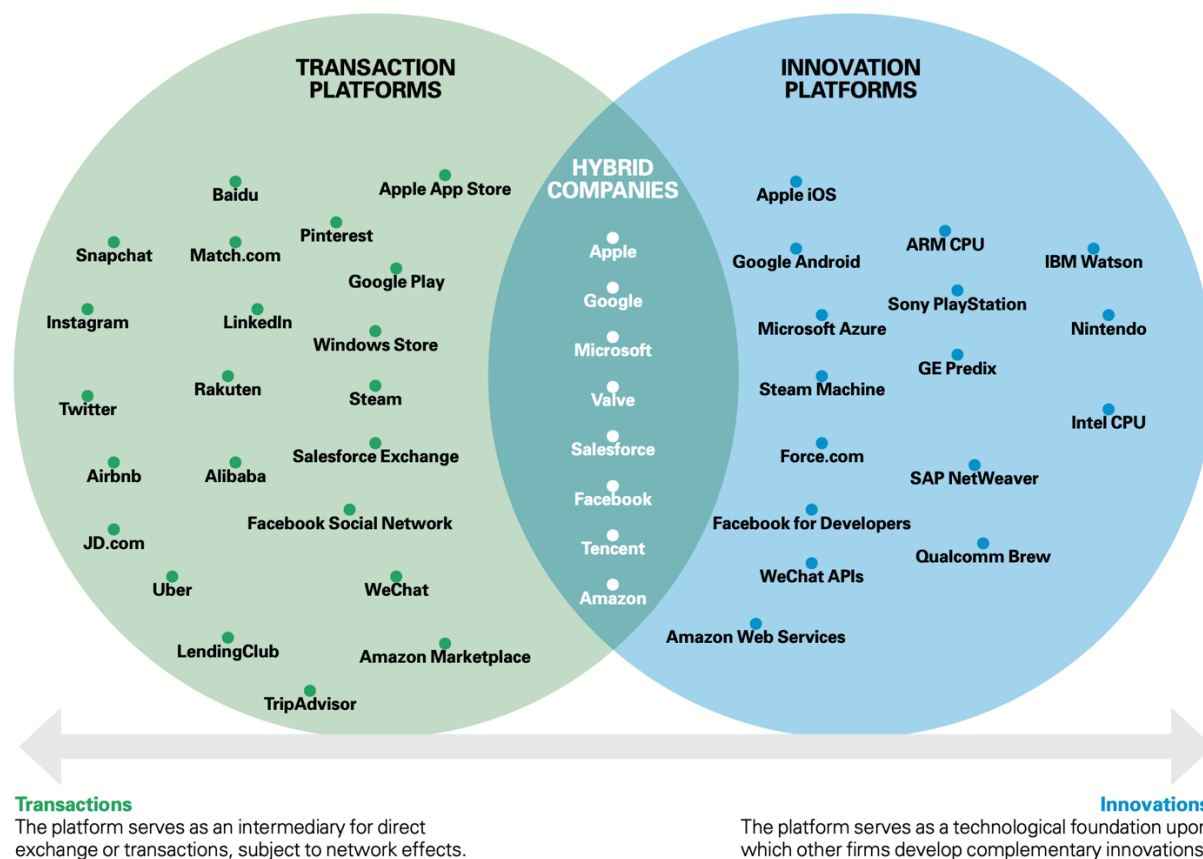 TRANSACTION
PLATFORMS
Baidu
Apple App Store
Pinterest
Snapchat
Match.com
Google Play
Instagram
LinkedIn
Windows Store
Rakuten
Steam
Twitter
Salesforce Exchange
Airbnb
Alibaba
Facebook Social Network
JD.com
Uber
WeChat
LendingClub
Amazon Marketplace
TripAdvisor
HYBRID
COMPANIES
Apple
Google
Microsoft
Valve
Salesforce
Facebook
Tencent
Amazon
INNOVATION
PLATFORMS
Apple iOS
ARM CPU
Google Android
IBM Watson
Sony PlayStation
Microsoft Azure
Nintendo
GE Predix
Steam Machine
Intel CPU
Force.com
SAP NetWeaver
Facebook for Developers
Qualcomm Brew
WeChat APIs
Amazon Web Services
Transactions
The platform serves as an intermediary for direct
exchange or transactions, subject to network effects.
Innovations
The platform serves as a technological foundation upon
which other firms develop complementary innovations